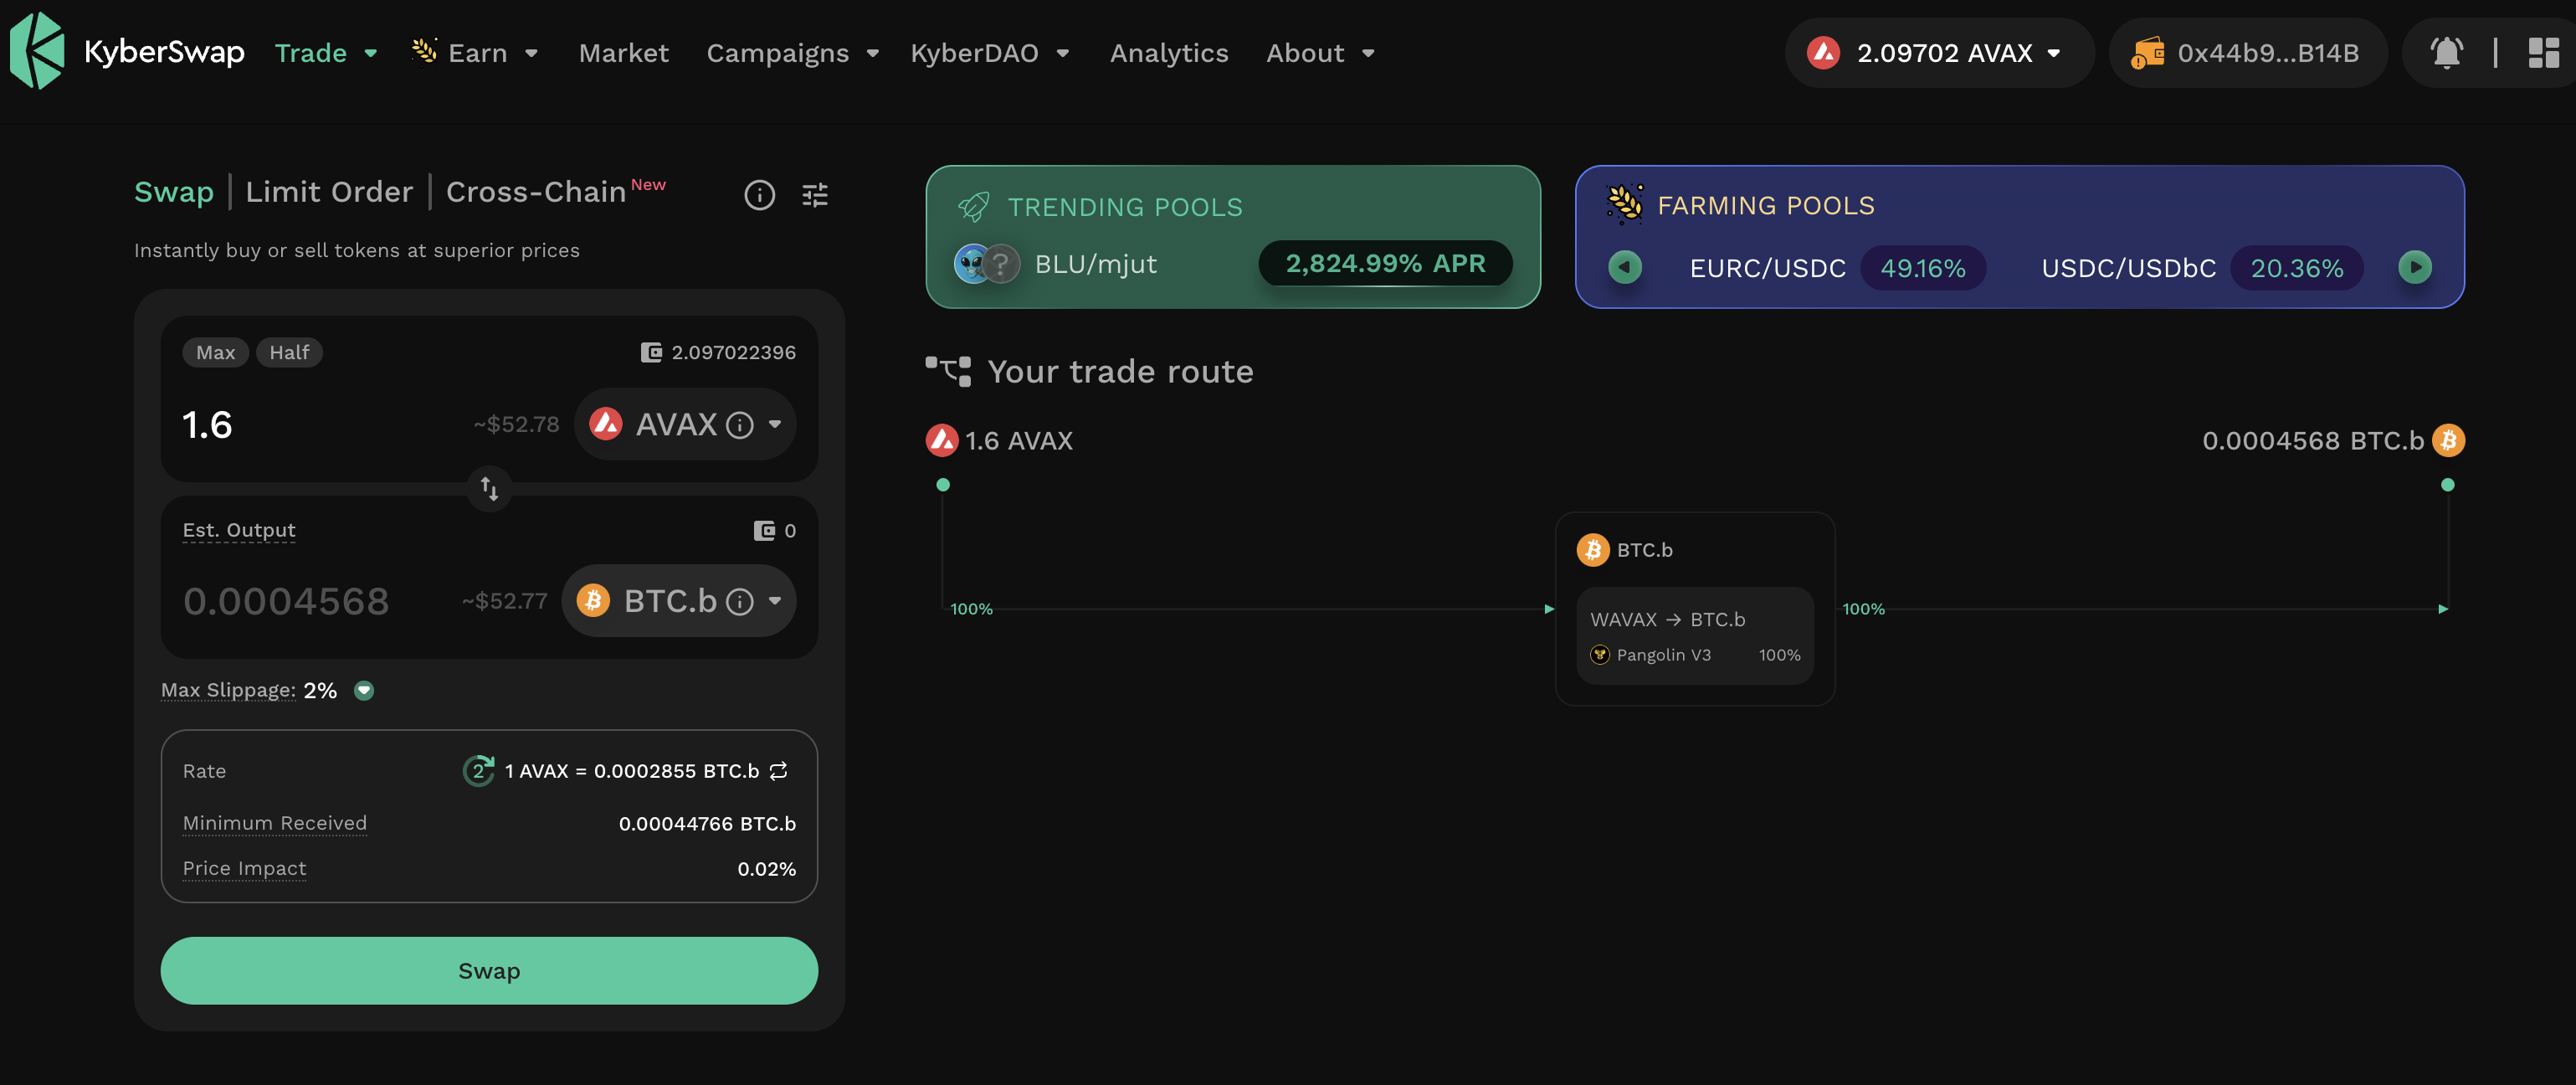 KyberSwap Trade Earn Market Campaigns KyberDAO Analytics About 2.09702 AVAX 0x44b9...B14B
Swap | Limit Order | Cross-Chain New
Instantly buy or sell tokens at superior prices
Max Half 2.097022396
1.6 ~$52.78 AVAX
Est. Output 0
0.0004568 ~$52.77 BTC.b
Max Slippage: 2%
Rate 2 1 AVAX = 0.0002855 BTC.b
Minimum Received 0.00044766 BTC.b
Price Impact 0.02%
Swap
TRENDING POOLS
BLU/mjut 2,824.99% APR
FARMING POOLS
EURC/USDC 49.16% USDC/USDbC 20.36%
Your trade route
1.6 AVAX 0.0004568 BTC.b
BTC.b
100% 100%
WAVAX → BTC.b
Pangolin V3 100%